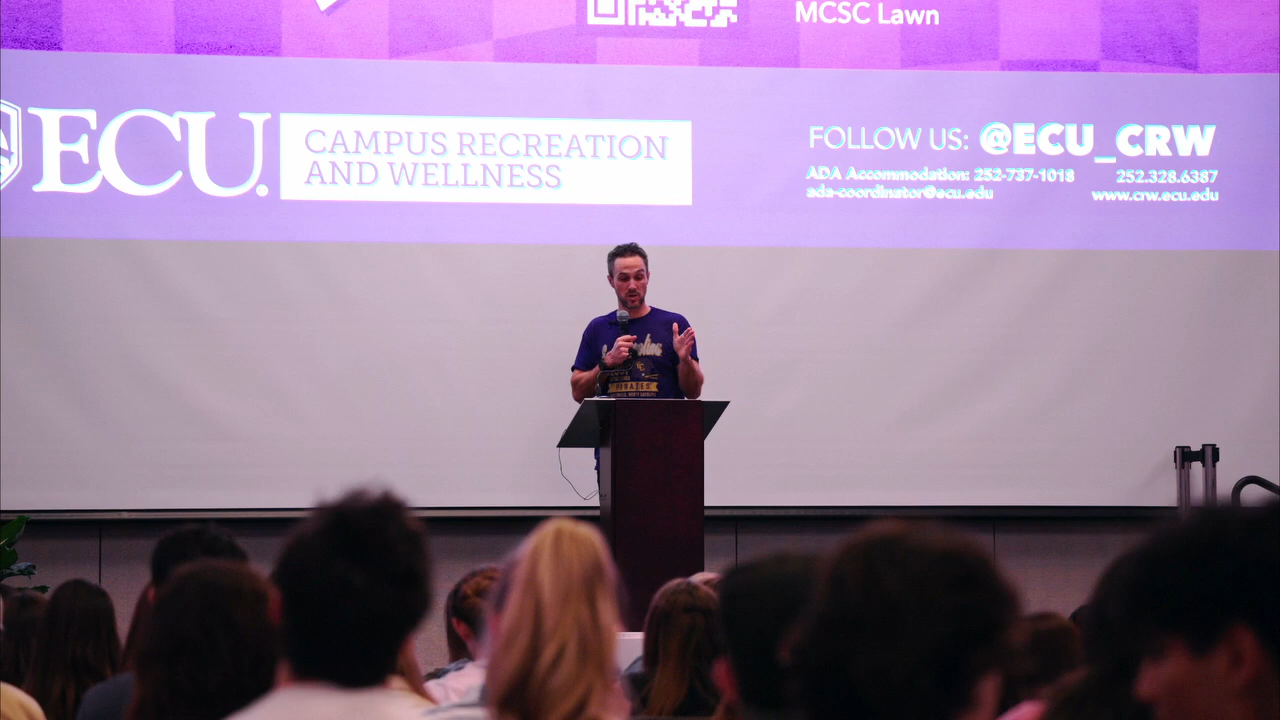 MCSC Lawn
ECU.
CAMPUS RECREATION
AND WELLNESS
FOLLOW US: @ECU_CRW
ADA Accommodation: 252-737-1018
ada-coordinator@ecu.edu
252.328.6387
www.crw.ecu.edu
PIRATES